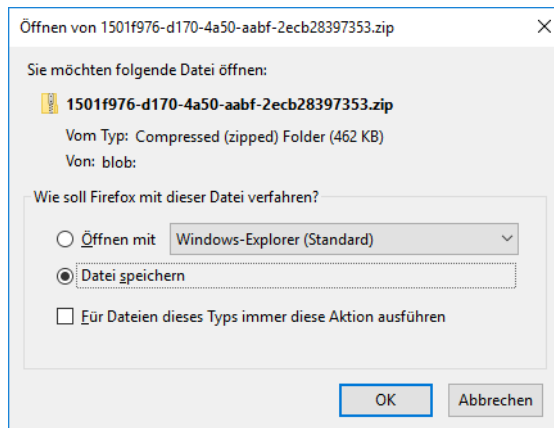 Öffnen von 1501f976-d170-4a50-aabf-2ecb28397353.zip
Sie möchten folgende Datei öffnen:
1501f976-d170-4a50-aabf-2ecb28397353.zip
Vom Typ: Compressed (zipped) Folder (462 KB)
Von: blob:
Wie soll Firefox mit dieser Datei verfahren?
Öffnen mit Windows-Explorer (Standard)
Datei speichern
Für Dateien dieses Typs immer diese Aktion ausführen
OK Abbrechen